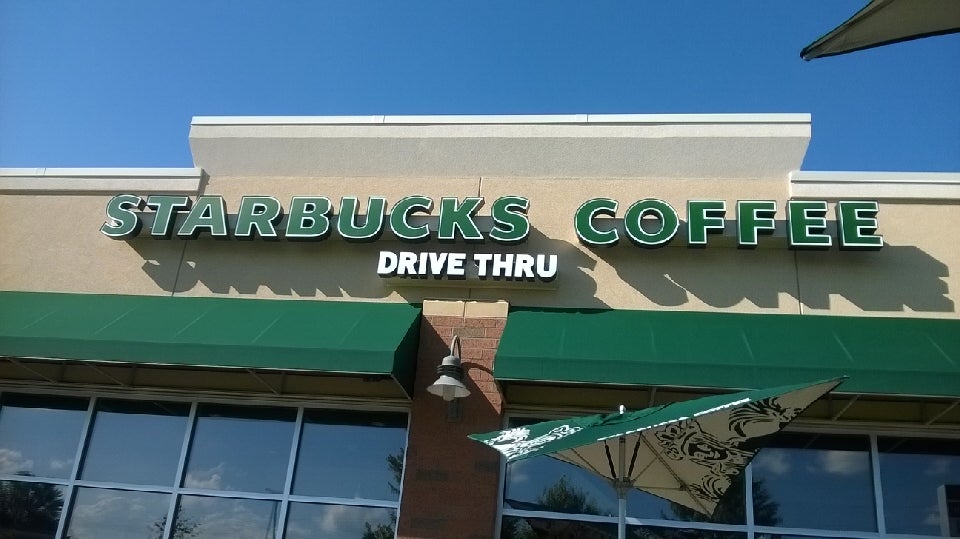 STARBUCKS COFFEE
DRIVE THRU